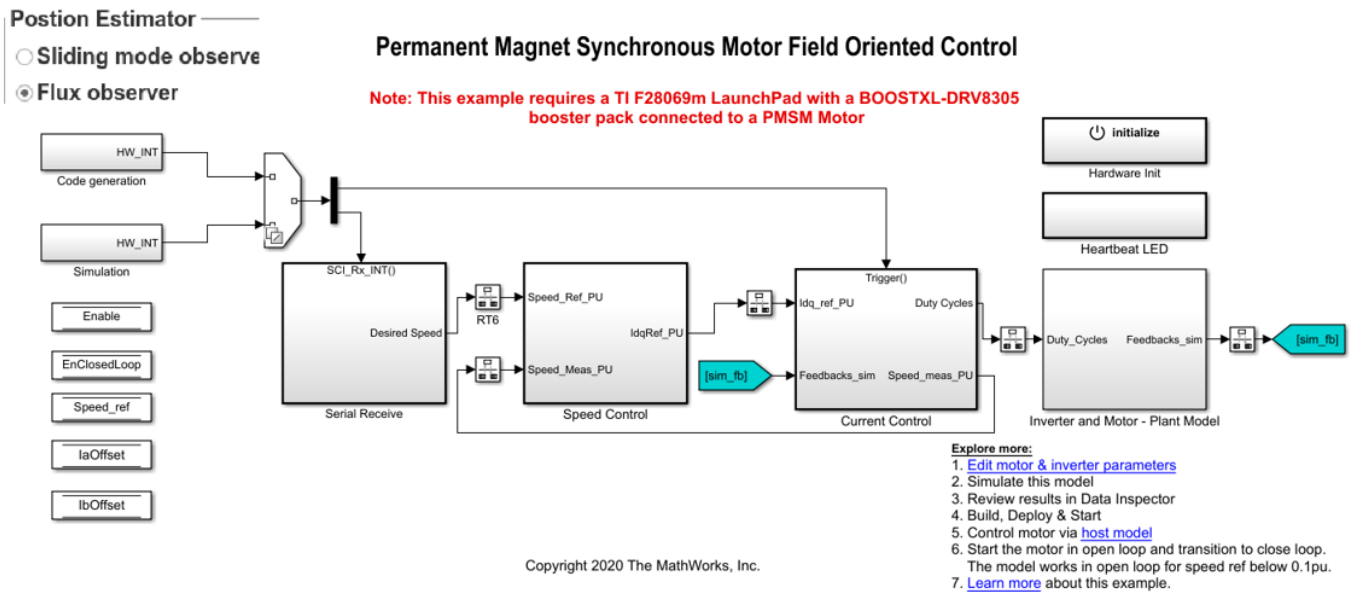 Postion Estimator
Sliding mode observe
Flux observer
Permanent Magnet Synchronous Motor Field Oriented Control
Note: This example requires a TI F28069m LaunchPad with a BOOSTXL-DRV8305
booster pack connected to a PMSM Motor
HW_INT
Code generation
HW_INT
Simulation
Enable
EnClosedLoop
Speed_ref
IaOffset
IbOffset
SCI_Rx_INT()
Desired Speed
Serial Receive
RT6
Speed_Ref_PU
IdqRef_PU
Speed_Meas_PU
Speed Control
[sim_fb]
Trigger()
Idq_ref_PU
Duty Cycles
Feedbacks_sim
Speed_meas_PU
Current Control
initialize
Hardware Init
Heartbeat LED
Duty_Cycles
Feedbacks_sim
Inverter and Motor - Plant Model
[sim_fb]
Explore more:
1. Edit motor & inverter parameters
2. Simulate this model
3. Review results in Data Inspector
4. Build, Deploy & Start
5. Control motor via host model
6. Start the motor in open loop and transition to close loop.
The model works in open loop for speed ref below 0.1pu.
7. Learn more about this example.
Copyright 2020 The MathWorks, Inc.